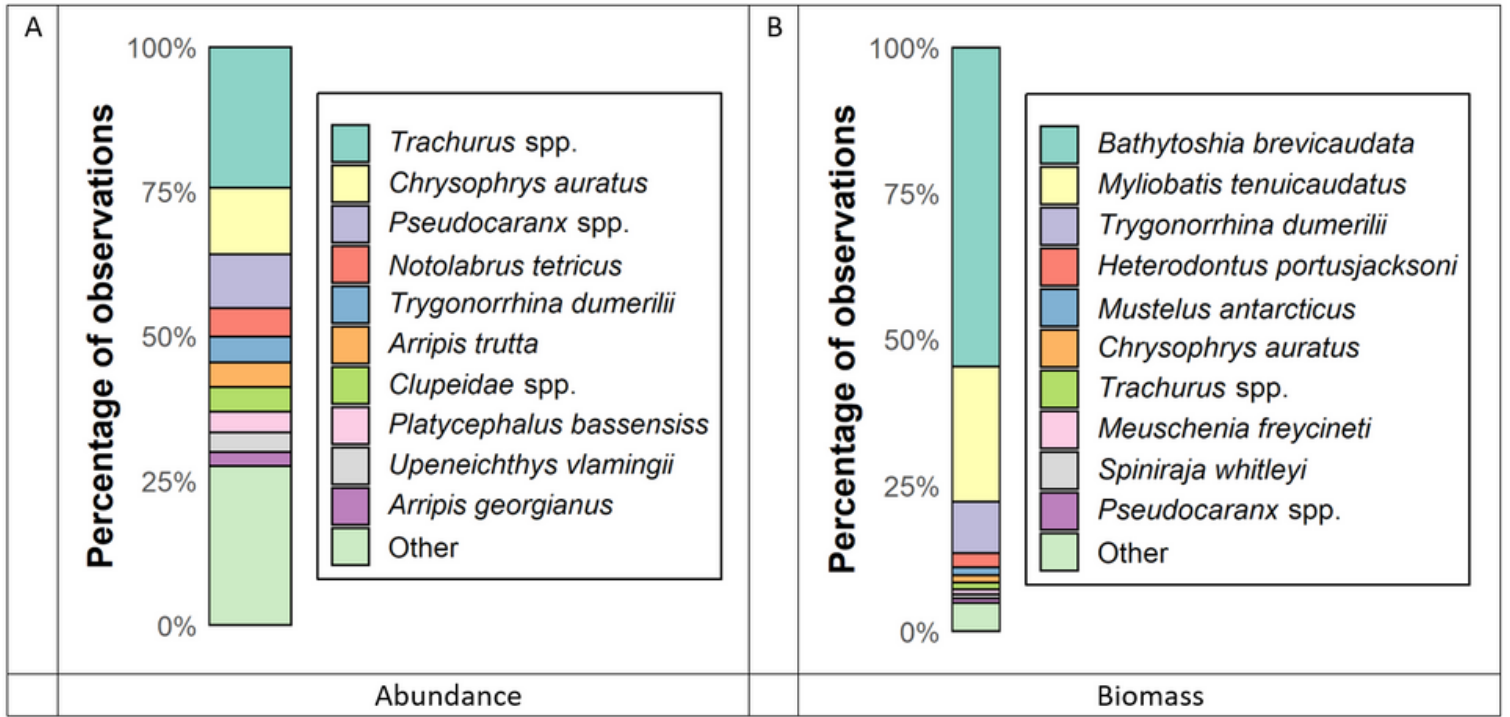 A
100%
75%
50%
25%
0%
Percentage of observations
Trachurus spp.
Chrysophrys auratus
Pseudocaranx spp.
Notolabrus tetricus
Trygonorrhina dumerilii
Arripis trutta
Clupeidae spp.
Platycephalus bassensiss
Upeneichthys vlamingii
Arripis georgianus
Other
Abundance
B
100%
75%
50%
25%
0%
Percentage of observations
Bathytoshia brevicaudata
Myliobatis tenuicaudatus
Trygonorrhina dumerilii
Heterodontus portusjacksoni
Mustelus antarcticus
Chrysophrys auratus
Trachurus spp.
Meuschenia freycineti
Spiniraja whitleyi
Pseudocaranx spp.
Other
Biomass